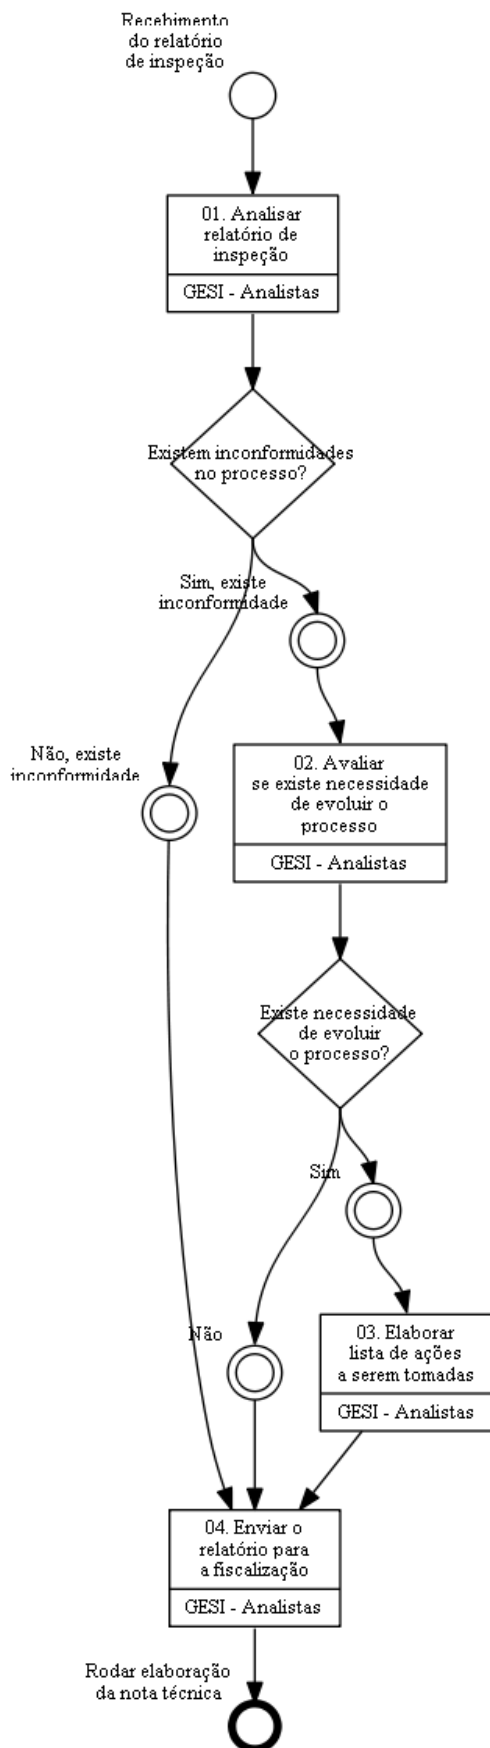 Recebimento
do relatório
de inspeção
01. Analisar
relatório de
inspeção
GESI - Analistas
Existem inconformidades
no processo?
Sim, existe
inconformidade
Não, existe
inconformidade
02. Avaliar
se existe necessidade
de evoluir o
processo
GESI - Analistas
Existe necessidade
de evoluir
o processo?
Sim
Não
03. Elaborar
lista de ações
a serem tomadas
GESI - Analistas
04. Enviar o
relatório para
a fiscalização
GESI - Analistas
Rodar elaboração
da nota técnica